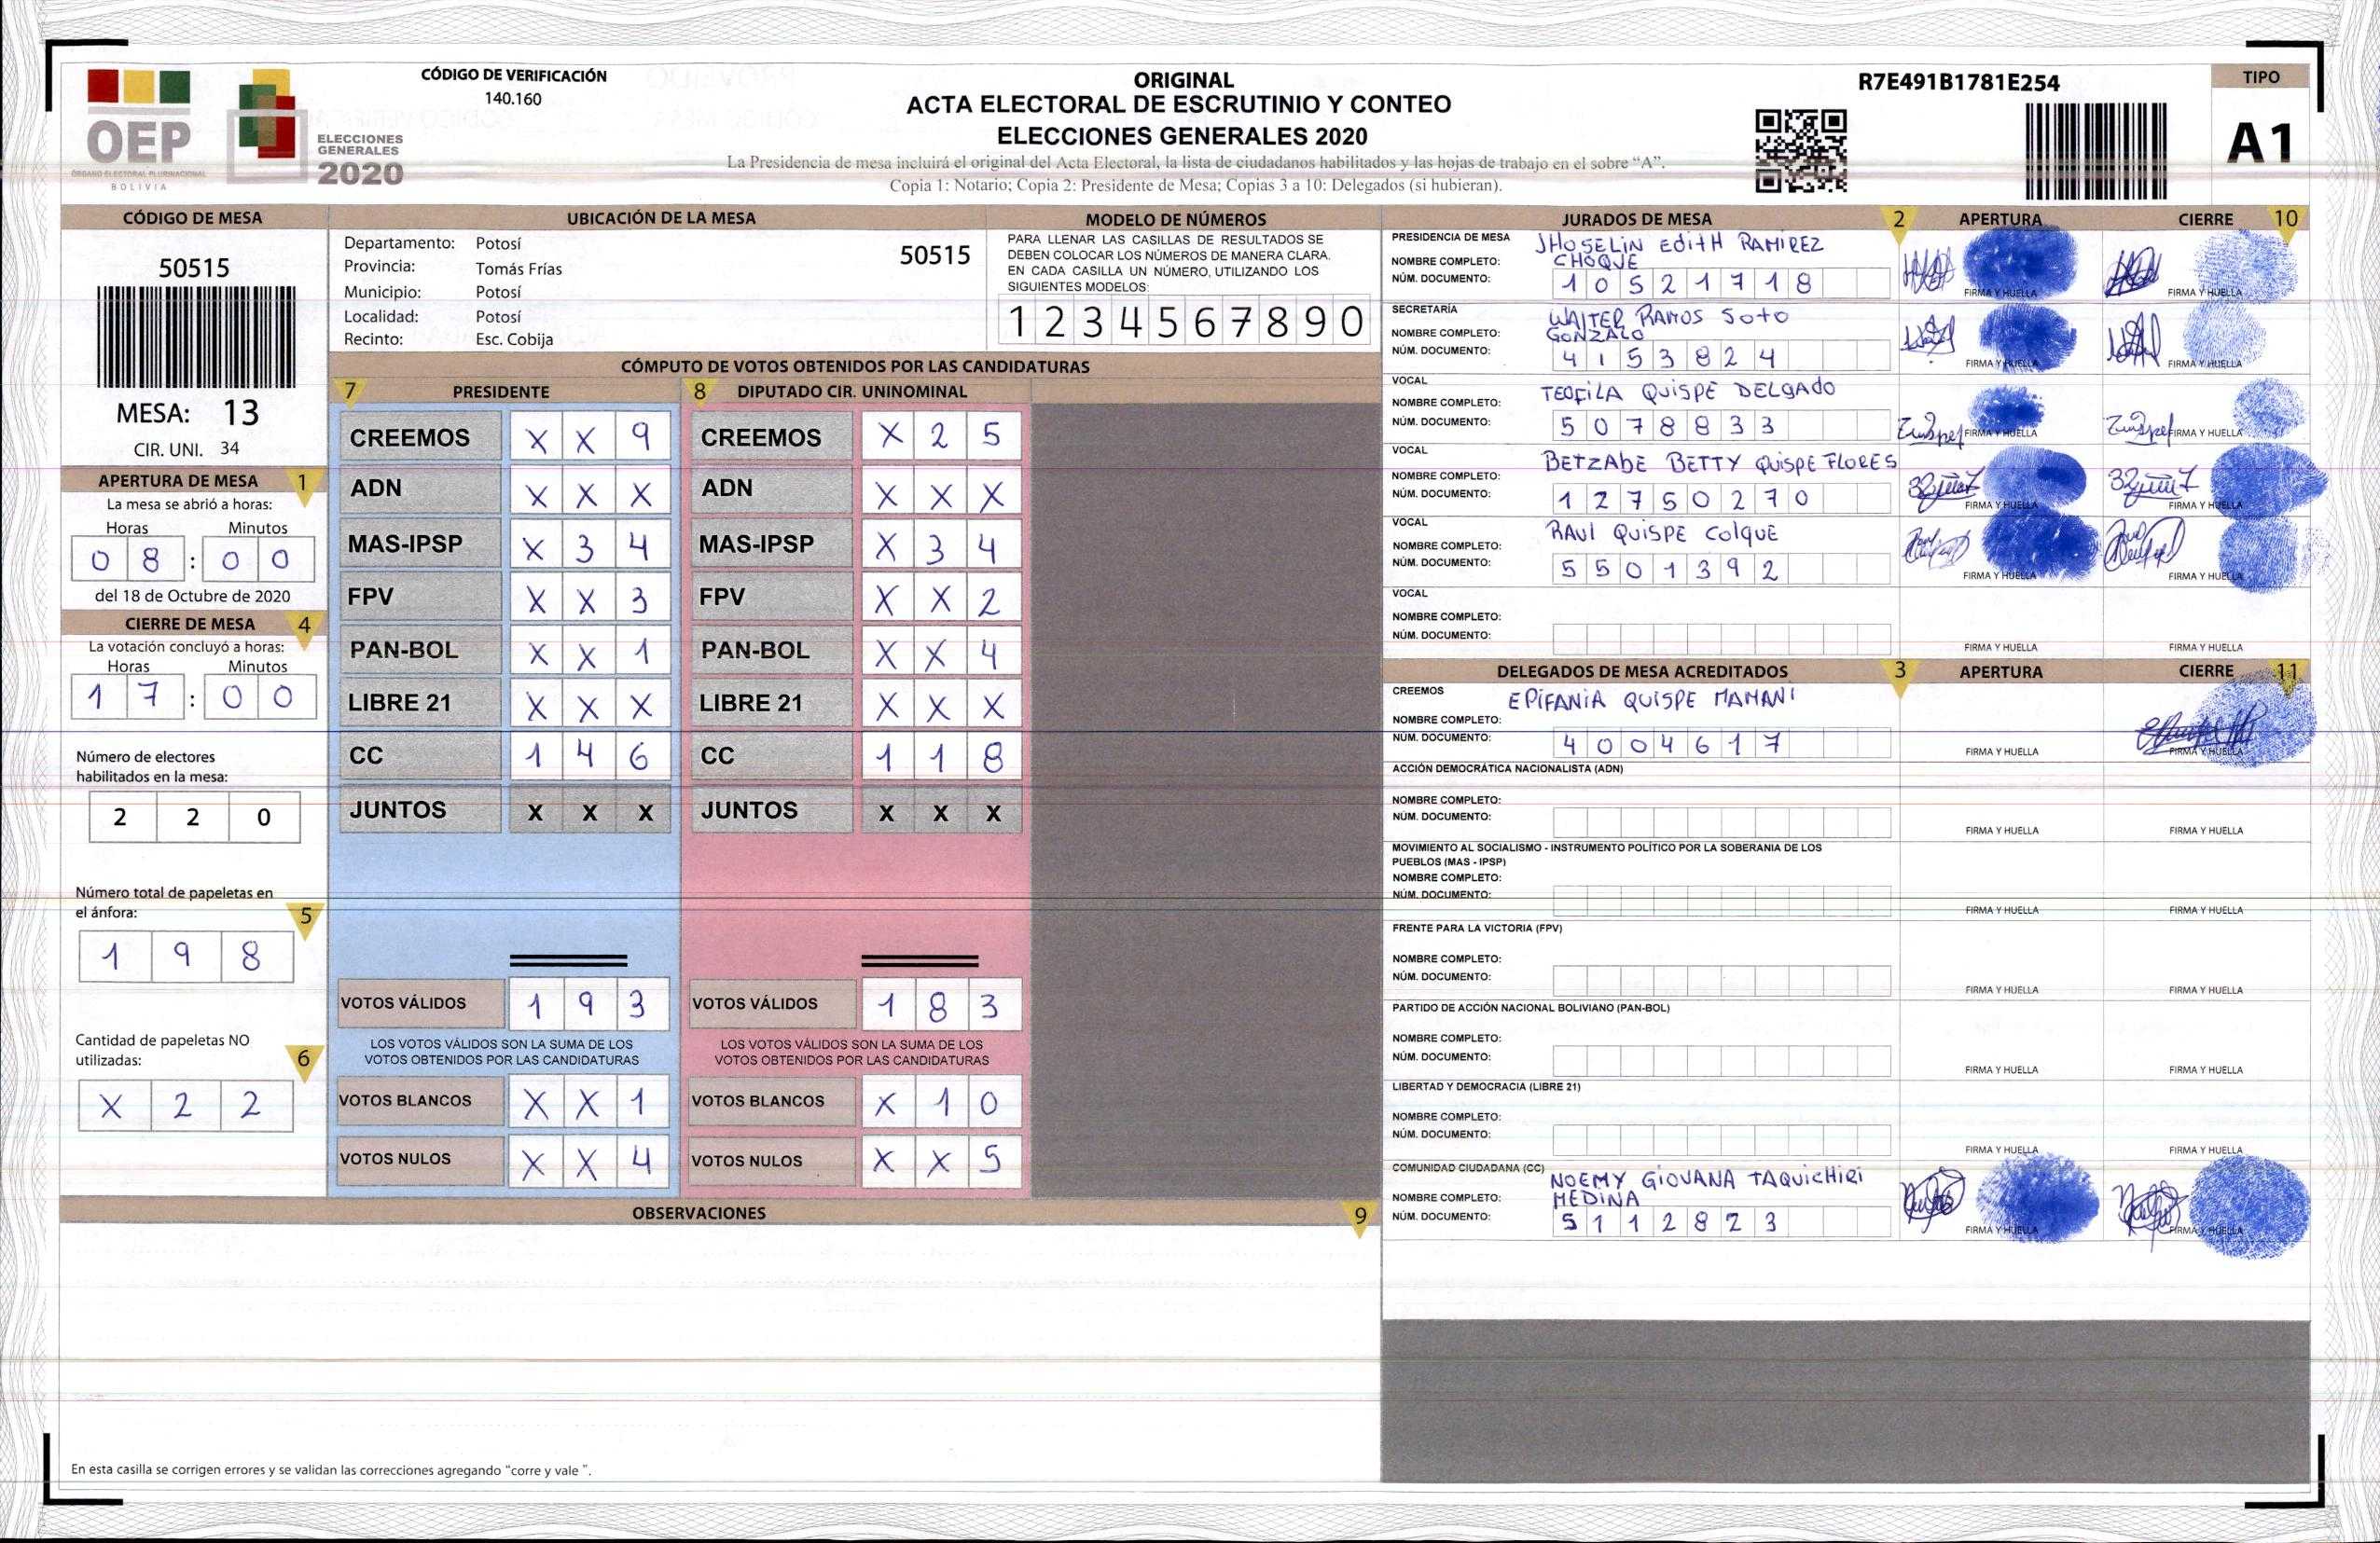 OEP
ÓRGANO ELECTORAL PLURINACIONAL
BOLIVIA
ELECCIONES
GENERALES
2020
CÓDIGO DE VERIFICACIÓN
140.160
ORIGINAL
ACTA ELECTORAL DE ESCRUTINIO Y CONTEO
ELECCIONES GENERALES 2020
La Presidencia de mesa incluirá el original del Acta Electoral, la lista de ciudadanos habilitados y las hojas de trabajo en el sobre “A”.
Copia 1: Notario; Copia 2: Presidente de Mesa; Copias 3 a 10: Delegados (si hubieran).
R7E491B1781E254
TIPO
A1
CÓDIGO DE MESA
50515
MESA: 13
CIR. UNI. 34
APERTURA DE MESA 1
La mesa se abrió a horas:
Horas Minutos
0 8 : 0 0
del 18 de Octubre de 2020
CIERRE DE MESA 4
La votación concluyó a horas:
Horas Minutos
1 7 : 0 0
Número de electores
habilitados en la mesa:
2 2 0
Número total de papeletas en
el ánfora: 5
1 9 8
Cantidad de papeletas NO
utilizadas: 6
X 2 2
UBICACIÓN DE LA MESA
Departamento: Potosí 50515
Provincia: Tomás Frías
Municipio: Potosí
Localidad: Potosí
Recinto: Esc. Cobija
MODELO DE NÚMEROS
PARA LLENAR LAS CASILLAS DE RESULTADOS SE
DEBEN COLOCAR LOS NÚMEROS DE MANERA CLARA.
EN CADA CASILLA UN NÚMERO, UTILIZANDO LOS
SIGUIENTES MODELOS:
1 2 3 4 5 6 7 8 9 0
CÓMPUTO DE VOTOS OBTENIDOS POR LAS CANDIDATURAS
7 PRESIDENTE 8 DIPUTADO CIR. UNINOMINAL
CREEMOS X X 9 CREEMOS X 2 5
ADN X X X ADN X X X
MAS-IPSP X 3 4 MAS-IPSP X 3 4
FPV X X 3 FPV X X 2
PAN-BOL X X 1 PAN-BOL X X 4
LIBRE 21 X X X LIBRE 21 X X X
CC 1 4 6 CC 1 1 8
JUNTOS X X X JUNTOS X X X
VOTOS VÁLIDOS 1 9 3 VOTOS VÁLIDOS 1 8 3
LOS VOTOS VÁLIDOS SON LA SUMA DE LOS LOS VOTOS VÁLIDOS SON LA SUMA DE LOS
VOTOS OBTENIDOS POR LAS CANDIDATURAS VOTOS OBTENIDOS POR LAS CANDIDATURAS
VOTOS BLANCOS X X 1 VOTOS BLANCOS X 1 0
VOTOS NULOS X X 4 VOTOS NULOS X X 5
OBSERVACIONES 9
En esta casilla se corrigen errores y se validan las correcciones agregando “corre y vale ”.
JURADOS DE MESA 2 APERTURA CIERRE 10
PRESIDENCIA DE MESA JHOSELiN EdiTH RAMIREZ
NOMBRE COMPLETO: CHOQUE
NÚM. DOCUMENTO: 1 0 5 2 1 7 1 8 FIRMA Y HUELLA FIRMA Y HUELLA
SECRETARÍA WALTER RAMOS SOTO
NOMBRE COMPLETO: GONZALO
NÚM. DOCUMENTO: 4 1 5 3 8 2 4 FIRMA Y HUELLA FIRMA Y HUELLA
VOCAL TEOFiLA QUiSPE DELGADO
NOMBRE COMPLETO:
NÚM. DOCUMENTO: 5 0 7 8 8 3 3 FIRMA Y HUELLA FIRMA Y HUELLA
VOCAL BETZAbE BETTY QUiSPE FLORES
NOMBRE COMPLETO:
NÚM. DOCUMENTO: 1 2 7 5 0 2 7 0 FIRMA Y HUELLA FIRMA Y HUELLA
VOCAL RAUl QUiSPE ColQUE
NOMBRE COMPLETO:
NÚM. DOCUMENTO: 5 5 0 1 3 9 2 FIRMA Y HUELLA FIRMA Y HUELLA
VOCAL
NOMBRE COMPLETO:
NÚM. DOCUMENTO: FIRMA Y HUELLA FIRMA Y HUELLA
DELEGADOS DE MESA ACREDITADOS 3 APERTURA CIERRE 11
CREEMOS EPiFANiA QUISPE MAMANi
NOMBRE COMPLETO:
NÚM. DOCUMENTO: 4 0 0 4 6 1 7 FIRMA Y HUELLA FIRMA Y HUELLA
ACCIÓN DEMOCRÁTICA NACIONALISTA (ADN)
NOMBRE COMPLETO:
NÚM. DOCUMENTO: FIRMA Y HUELLA FIRMA Y HUELLA
MOVIMIENTO AL SOCIALISMO - INSTRUMENTO POLÍTICO POR LA SOBERANIA DE LOS
PUEBLOS (MAS - IPSP)
NOMBRE COMPLETO:
NÚM. DOCUMENTO: FIRMA Y HUELLA FIRMA Y HUELLA
FRENTE PARA LA VICTORIA (FPV)
NOMBRE COMPLETO:
NÚM. DOCUMENTO: FIRMA Y HUELLA FIRMA Y HUELLA
PARTIDO DE ACCIÓN NACIONAL BOLIVIANO (PAN-BOL)
NOMBRE COMPLETO:
NÚM. DOCUMENTO: FIRMA Y HUELLA FIRMA Y HUELLA
LIBERTAD Y DEMOCRACIA (LIBRE 21)
NOMBRE COMPLETO:
NÚM. DOCUMENTO: FIRMA Y HUELLA FIRMA Y HUELLA
COMUNIDAD CIUDADANA (CC) NOEMY GiOVANA TAQUiCHiRi
NOMBRE COMPLETO: MEDiNA
NÚM. DOCUMENTO: 5 1 1 2 8 2 3 FIRMA Y HUELLA FIRMA Y HUELLA